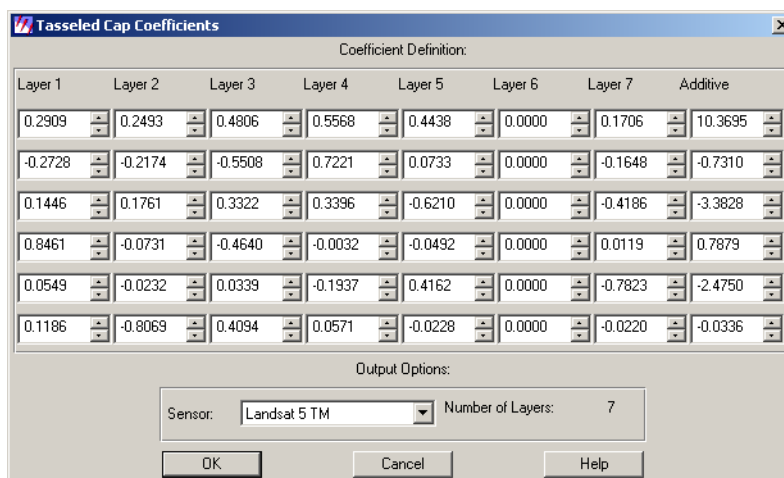 Tasseled Cap Coefficients
Coefficient Definition:
Layer 1 Layer 2 Layer 3 Layer 4 Layer 5 Layer 6 Layer 7 Additive
0.2909 0.2493 0.4806 0.5568 0.4438 0.0000 0.1706 10.3695
-0.2728 -0.2174 -0.5508 0.7221 0.0733 0.0000 -0.1648 -0.7310
0.1446 0.1761 0.3322 0.3396 -0.6210 0.0000 -0.4186 -3.3828
0.8461 -0.0731 -0.4640 -0.0032 -0.0492 0.0000 0.0119 0.7879
0.0549 -0.0232 0.0339 -0.1937 0.4162 0.0000 -0.7823 -2.4750
0.1186 -0.8069 0.4094 0.0571 -0.0228 0.0000 -0.0220 -0.0336
Output Options:
Sensor: Landsat 5 TM Number of Layers: 7
OK Cancel Help